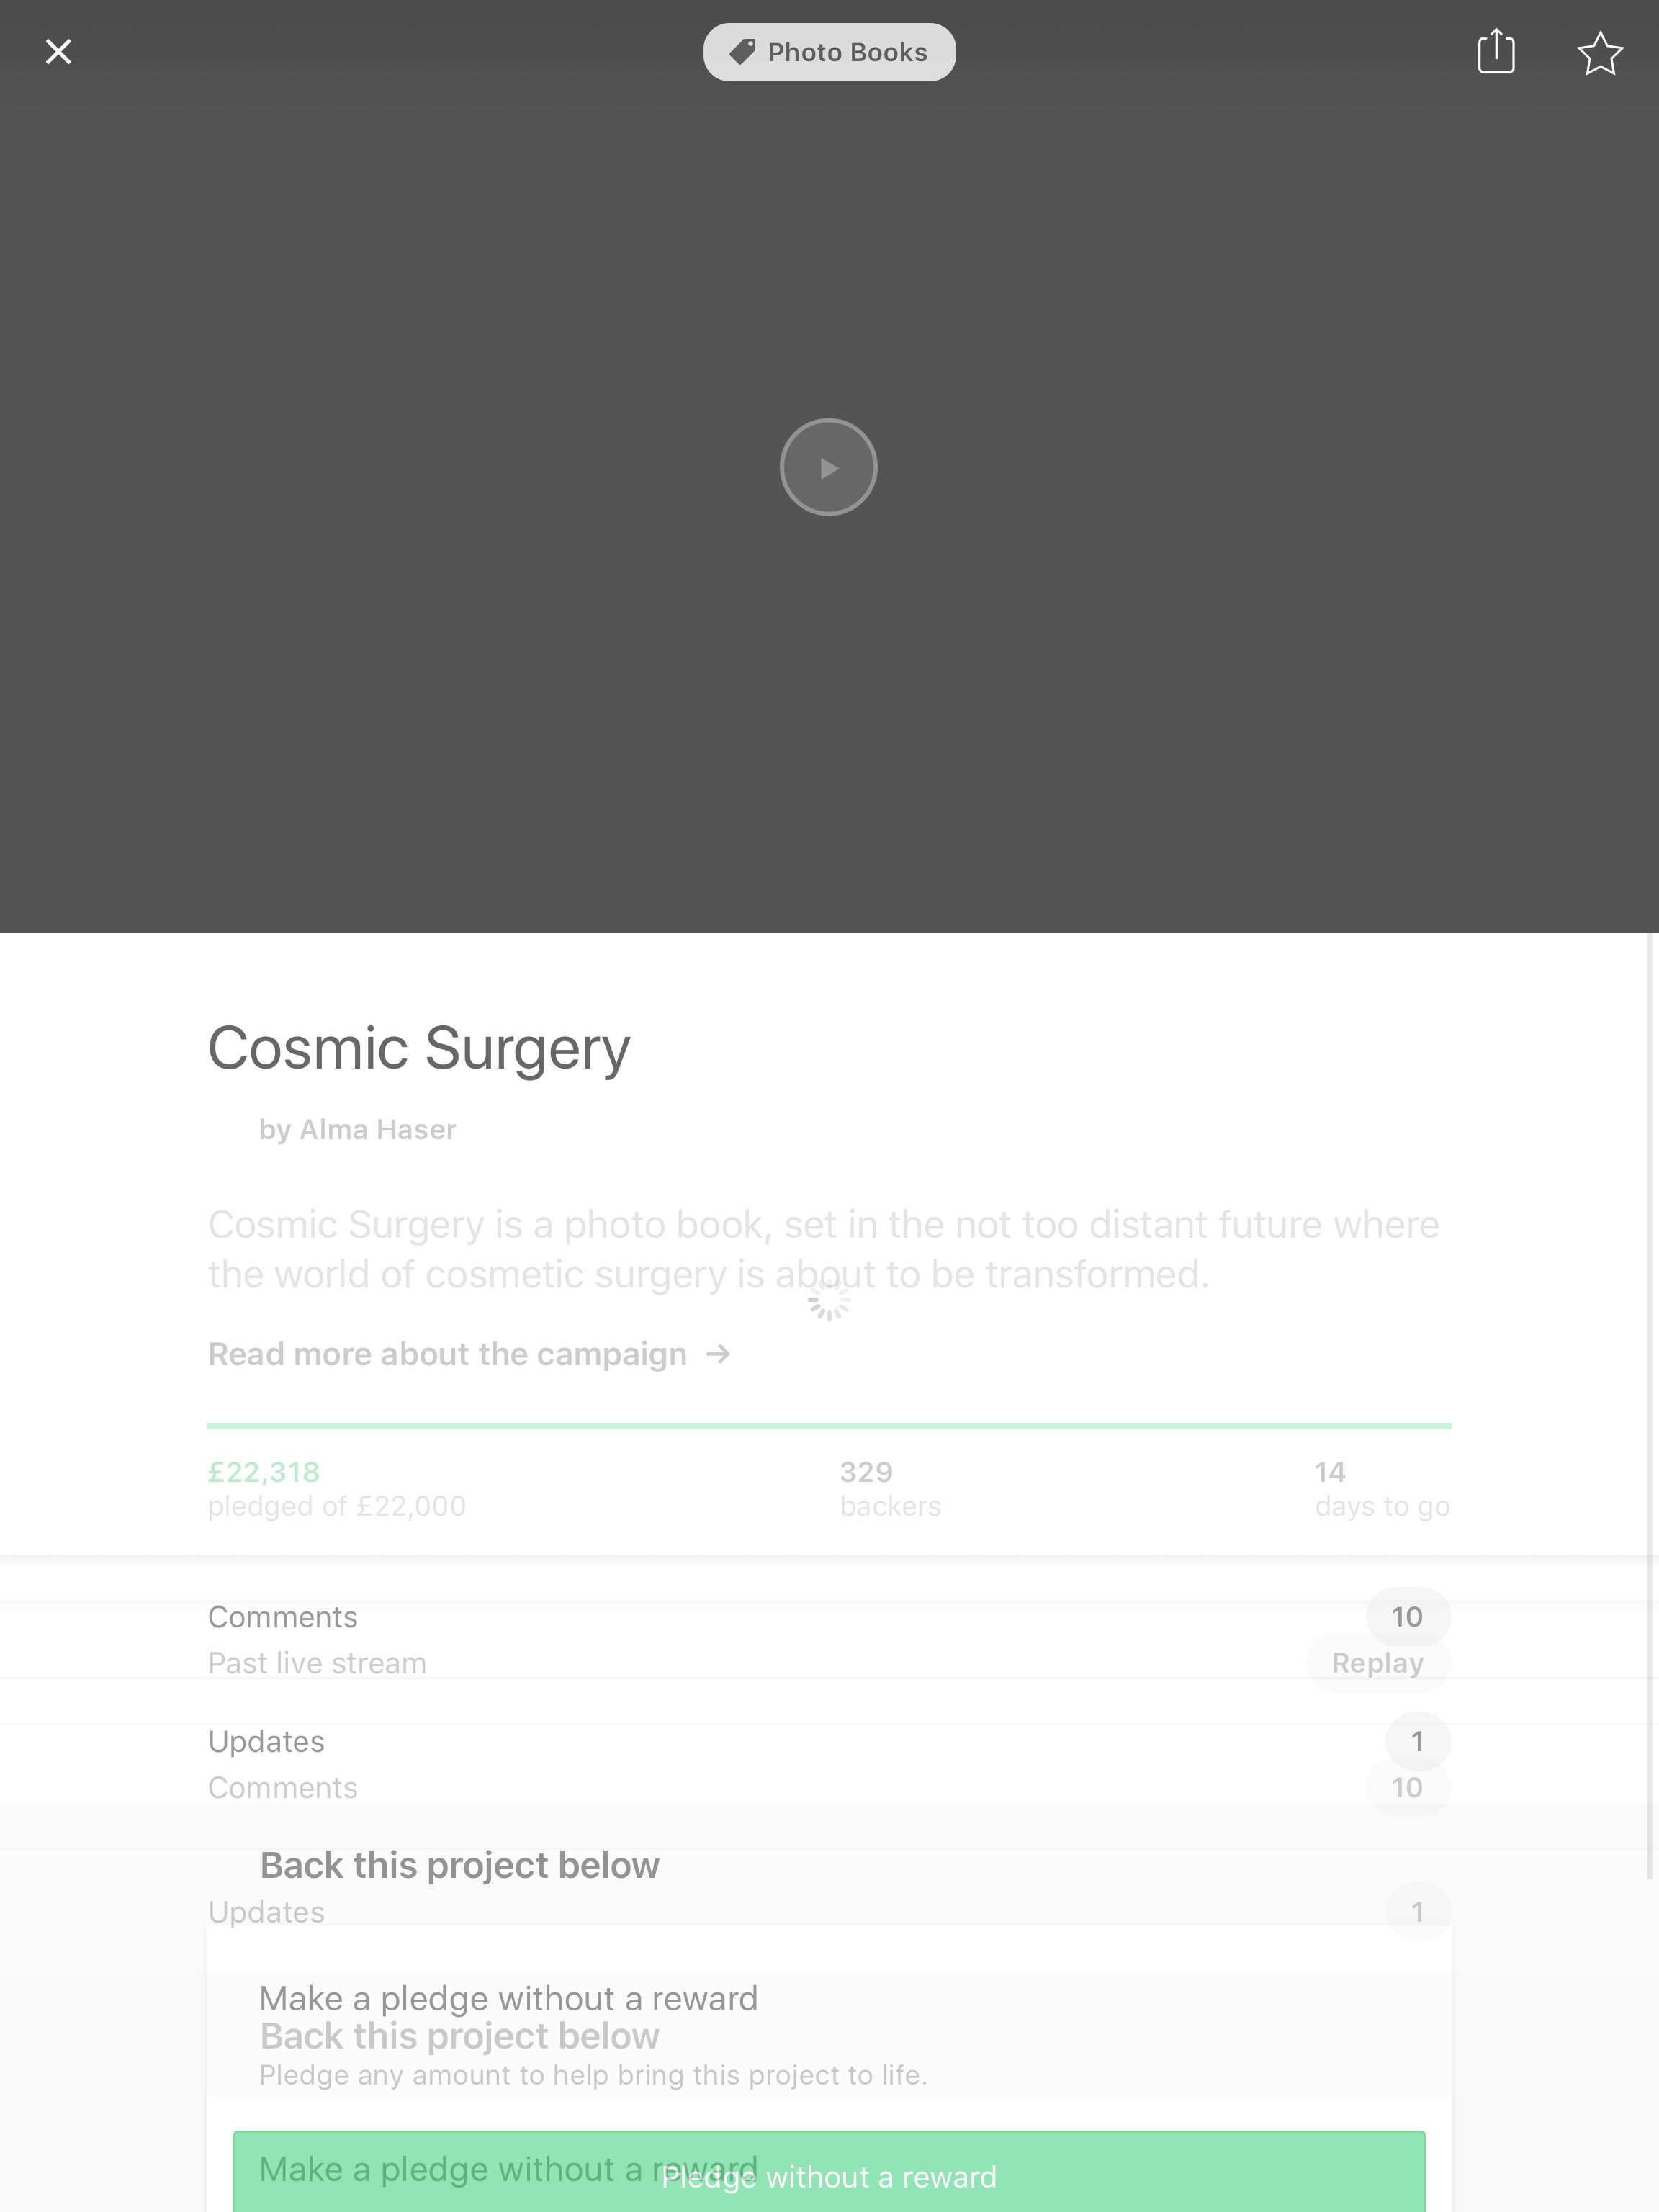 Photo Books
Cosmic Surgery
by Alma Haser
Cosmic Surgery is a photo book, set in the not too distant future where
the world of cosmetic surgery is about to be transformed.
Read more about the campaign
£22,318
pledged of £22,000
329
backers
14
days to go
Comments 10
Past live stream Replay
Updates 1
Comments 10
Back this project below
Updates 1
Make a pledge without a reward
Back this project below
Pledge any amount to help bring this project to life.
Make a pledge without a reward
Pledge without a reward